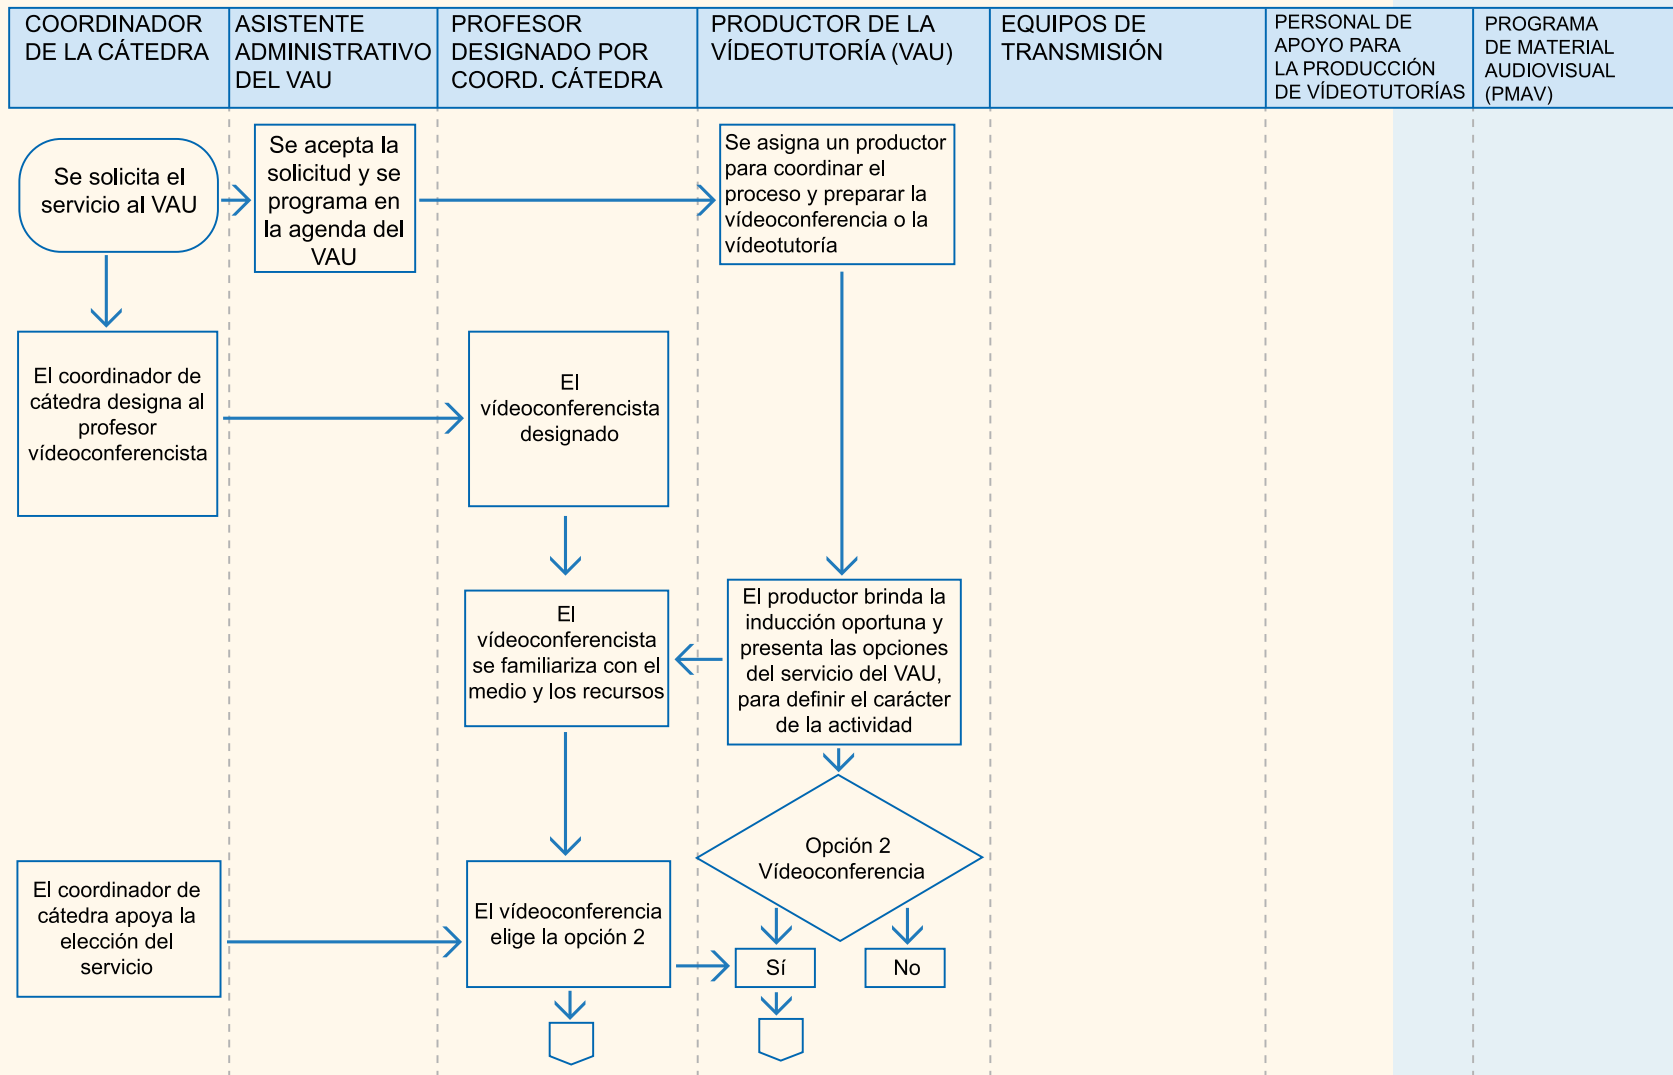 COORDINADOR
DE LA CÁTEDRA
ASISTENTE
ADMINISTRATIVO
DEL VAU
PROFESOR
DESIGNADO POR
COORD. CÁTEDRA
PRODUCTOR DE LA
VÍDEOTUTORÍA (VAU)
EQUIPOS DE
TRANSMISIÓN
PERSONAL DE
APOYO PARA
LA PRODUCCIÓN
DE VÍDEOTUTORÍAS
PROGRAMA
DE MATERIAL
AUDIOVISUAL
(PMAV)
Se solicita el
servicio al VAU
Se acepta la
solicitud y se
programa en
la agenda del
VAU
Se asigna un productor
para coordinar el
proceso y preparar la
vídeoconferencia o la
vídeotutoría
El coordinador de
cátedra designa al
profesor
vídeoconferencista
El
vídeoconferencista
designado
El
vídeoconferencista
se familiariza con el
medio y los recursos
El productor brinda la
inducción oportuna y
presenta las opciones
del servicio del VAU,
para definir el carácter
de la actividad
Opción 2
Vídeoconferencia
El coordinador de
cátedra apoya la
elección del
servicio
El vídeoconferencia
elige la opción 2
Sí
No